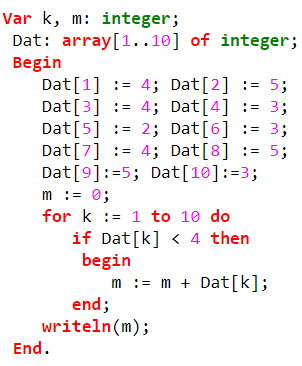 Var k, m: integer;
Dat: array[1..10] of integer;
Begin
Dat[1] := 4; Dat[2] := 5;
Dat[3] := 4; Dat[4] := 3;
Dat[5] := 2; Dat[6] := 3;
Dat[7] := 4; Dat[8] := 5;
Dat[9]:=5; Dat[10]:=3;
m := 0;
for k := 1 to 10 do
if Dat[k] < 4 then
begin
m := m + Dat[k];
end;
writeln(m);
End.